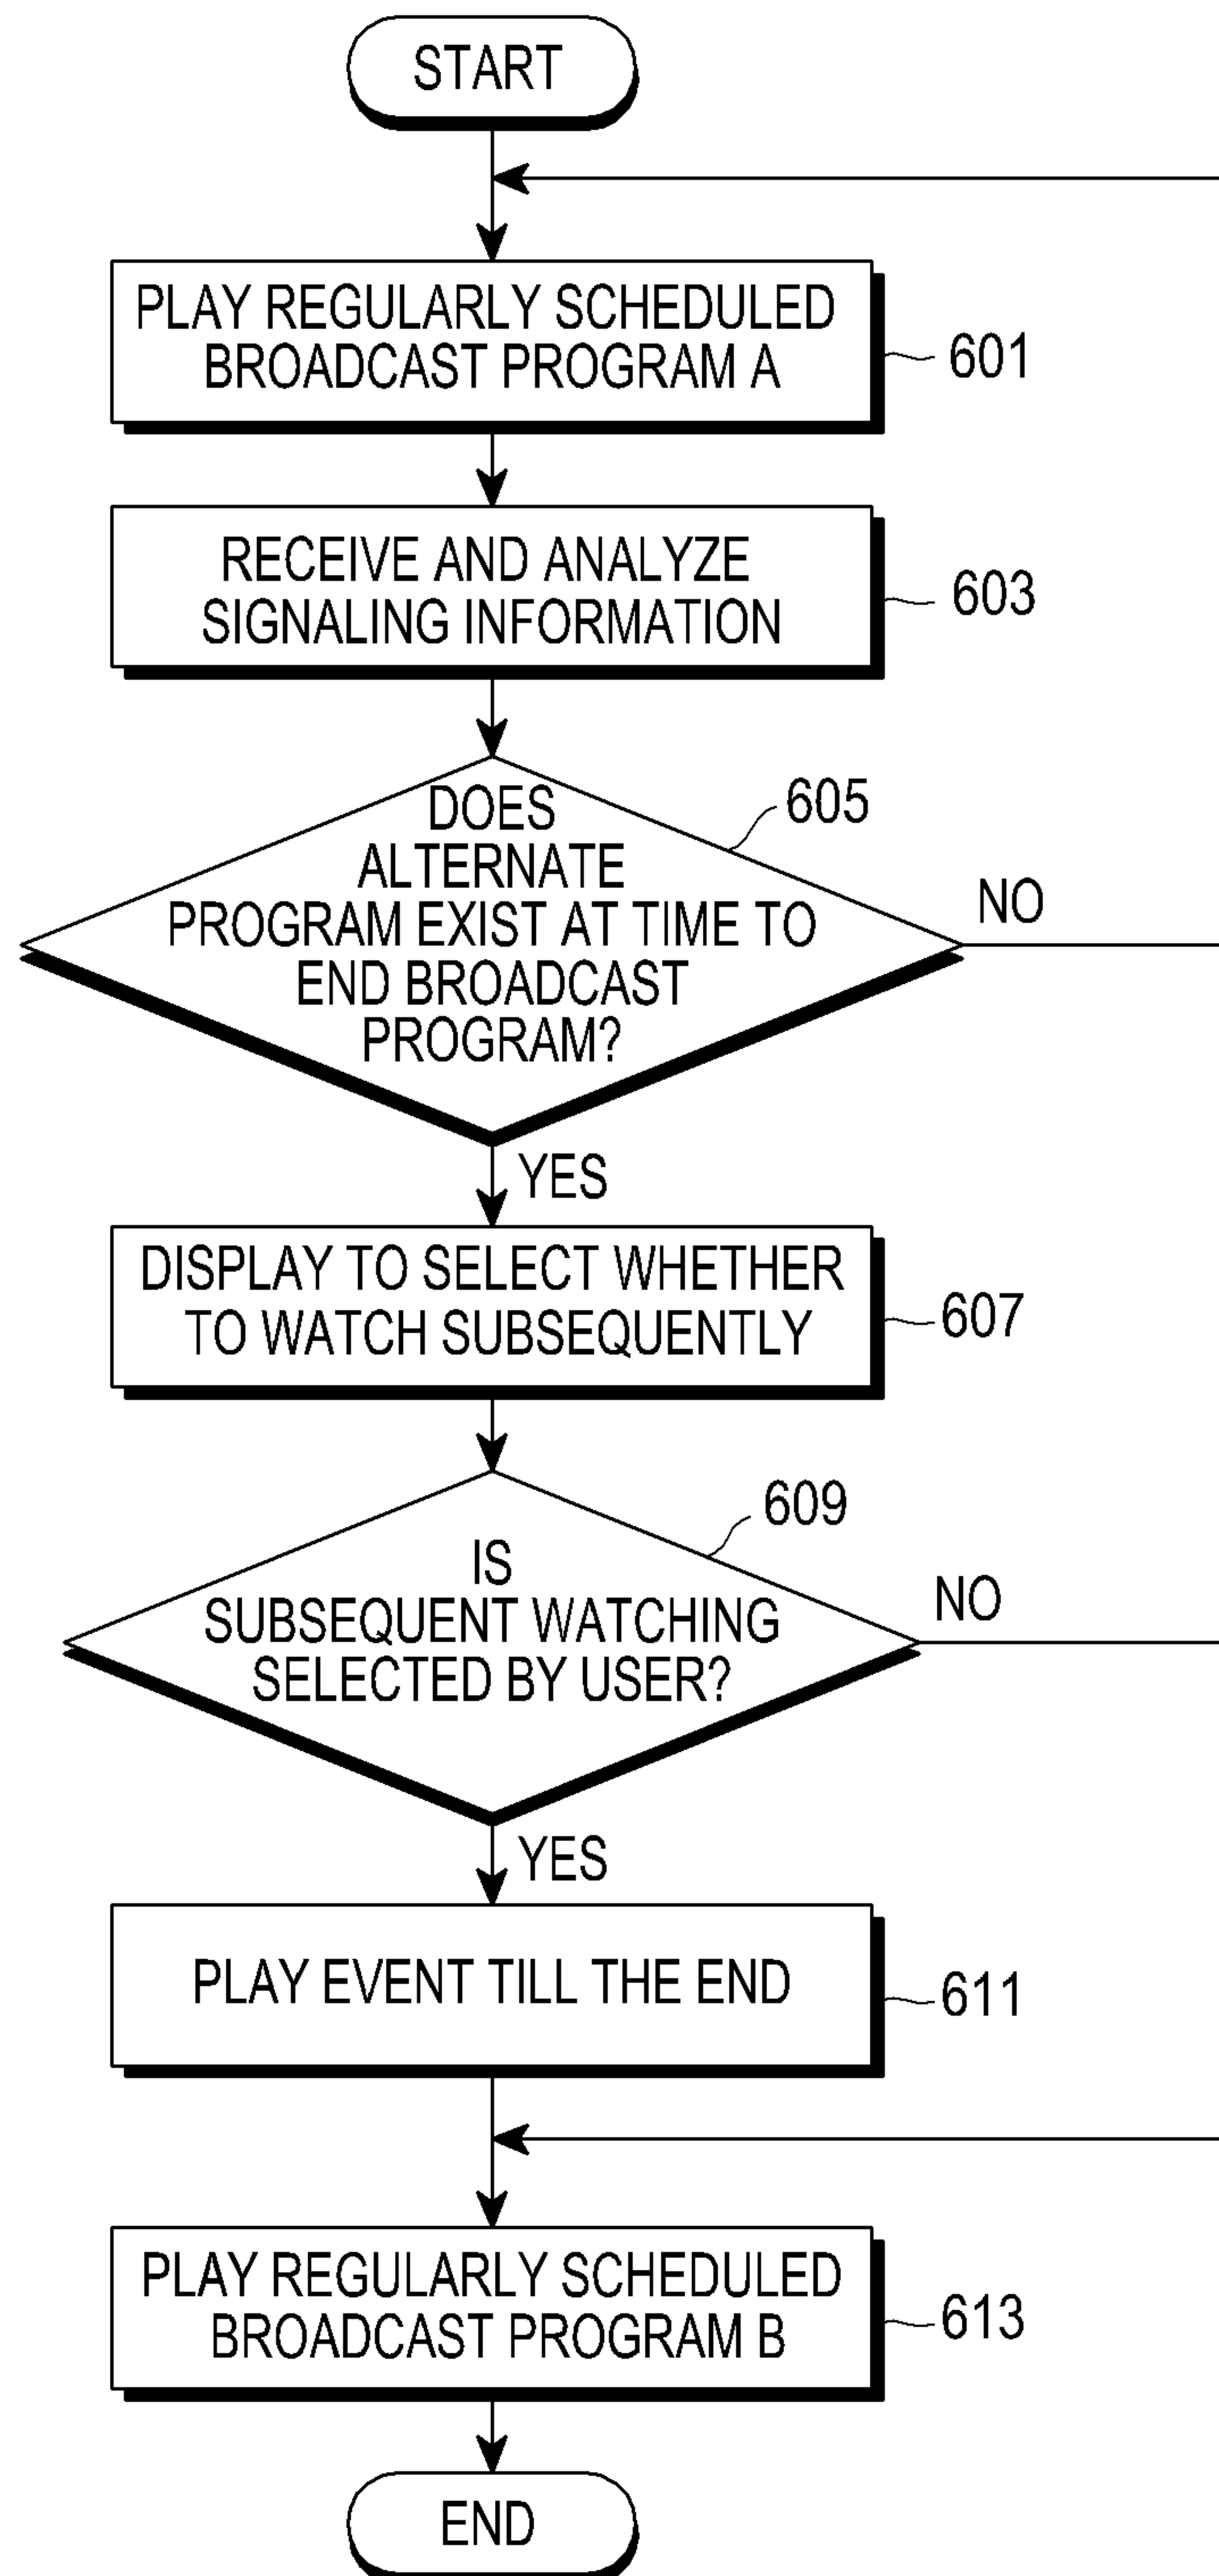 START
PLAY REGULARLY SCHEDULED
BROADCAST PROGRAM A
601
RECEIVE AND ANALYZE
SIGNALING INFORMATION
603
DOES
ALTERNATE
PROGRAM EXIST AT TIME TO
END BROADCAST
PROGRAM?
605
NO
YES
DISPLAY TO SELECT WHETHER
TO WATCH SUBSEQUENTLY
607
IS
SUBSEQUENT WATCHING
SELECTED BY USER?
609
NO
YES
PLAY EVENT TILL THE END
611
PLAY REGULARLY SCHEDULED
BROADCAST PROGRAM B
613
END